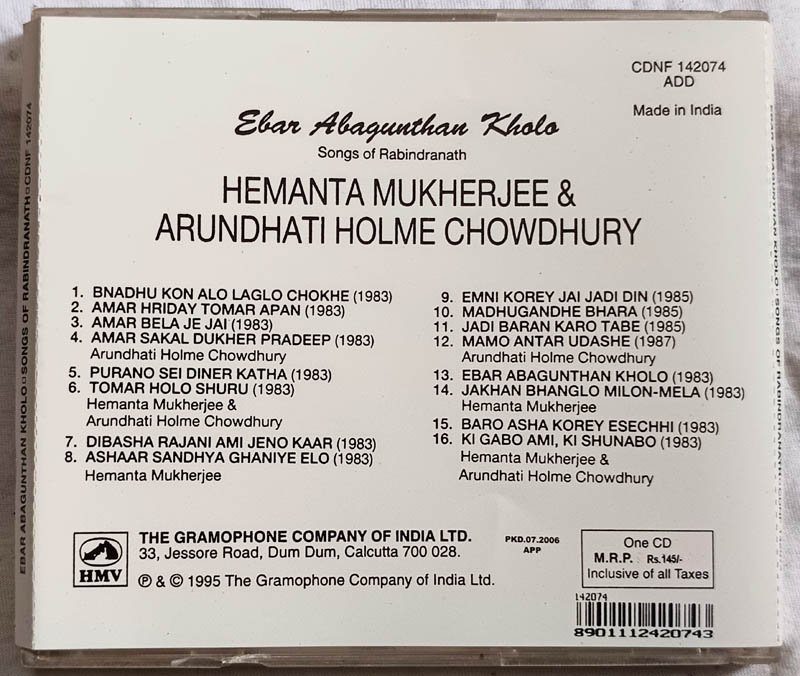 CDNF 142074
ADD
Made in India
Ebar Abagunthan Kholo
Songs of Rabindranath
HEMANTA MUKHERJEE &
ARUNDHATI HOLME CHOWDHURY
1. BNADHU KON ALO LAGLO CHOKHE (1983)
2. AMAR HRIDAY TOMAR APAN (1983)
3. AMAR BELA JE JAI (1983)
4. AMAR SAKAL DUKHER PRADEEP (1983)
Arundhati Holme Chowdhury
5. PURANO SEI DINER KATHA (1983)
6. TOMAR HOLO SHURU (1983)
Hemanta Mukherjee &
Arundhati Holme Chowdhury
7. DIBASHA RAJANI AMI JENO KAAR (1983)
8. ASHAAR SANDHYA GHANIYE ELO (1983)
Hemanta Mukherjee
9. EMNI KOREY JAI JADI DIN (1985)
10. MADHUGANDHE BHARA (1985)
11. JADI BARAN KARO TABE (1985)
12. MAMO ANTAR UDASHE (1987)
Arundhati Holme Chowdhury
13. EBAR ABAGUNTHAN KHOLO (1983)
14. JAKHAN BHANGLO MILON-MELA (1983)
Hemanta Mukherjee
15. BARO ASHA KOREY ESECHHI (1983)
16. KI GABO AMI, KI SHUNABO (1983)
Hemanta Mukherjee &
Arundhati Holme Chowdhury
HMV
THE GRAMOPHONE COMPANY OF INDIA LTD.
33, Jessore Road, Dum Dum, Calcutta 700 028.
℗ & © 1995 The Gramophone Company of India Ltd.
PKD.07.2006
APP
One CD
M.R.P. Rs.145/-
Inclusive of all Taxes
142074
8901112420743
EBAR ABAGUNTHAN KHOLO□SONGS OF RABINDRANATH□CDNF 142074
EBAR ABAGUNTHAN KHOLO□SONGS OF RABINDRANATH□CDNF 142074